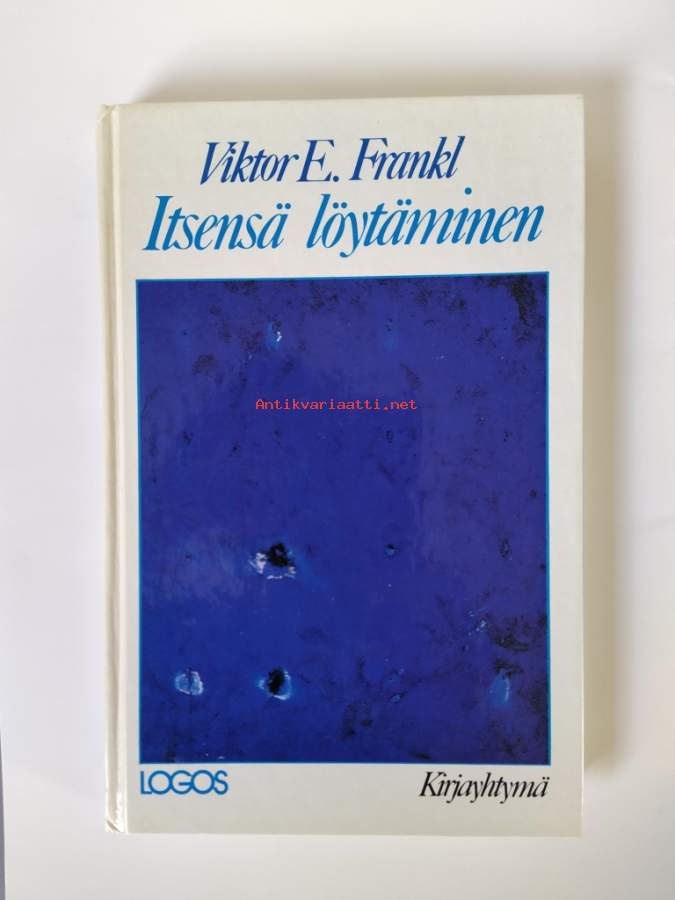 Viktor E. Frankl
Itsensä löytäminen
Antikvariaatti.net
LOGOS
Kirjayhtymä